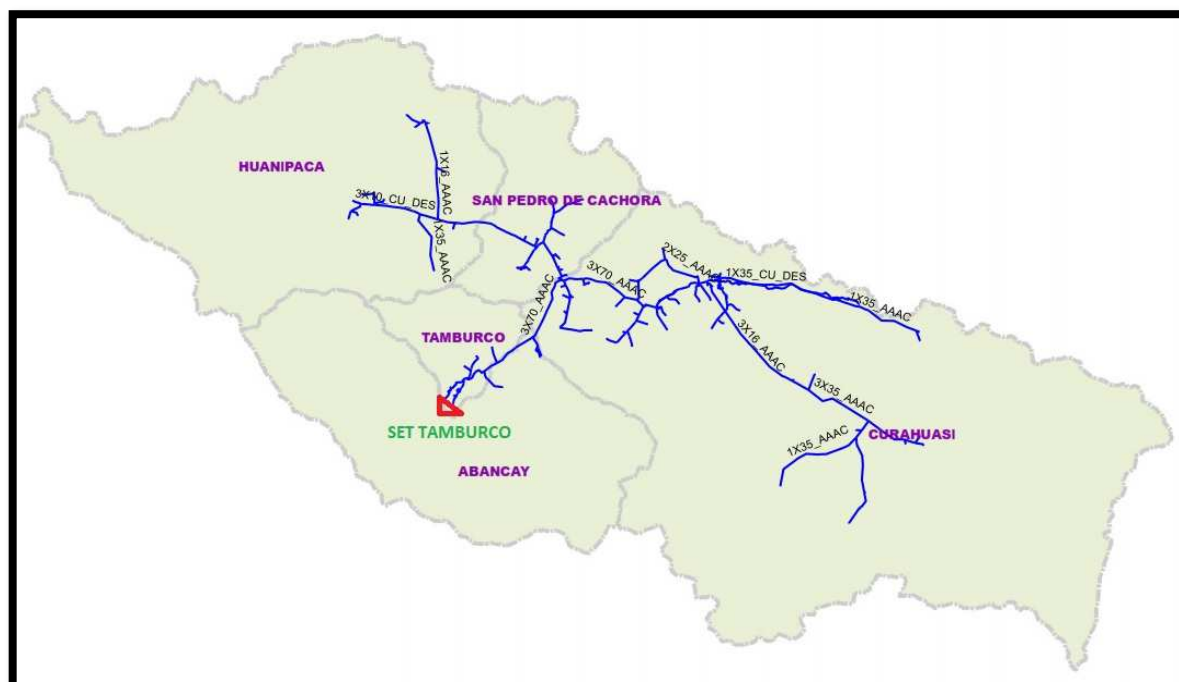 1X16_AAAC
HUANIPACA
3X10_CU_DES
SAN PEDRO DE CACHORA
1X35_AAAC
2X25_AAAC
3X70_AAAC
1X35_CU_DES
1X35_AAAC
3X70_AAAC
TAMBURCO
3X16_AAAC
3X35_AAAC
SET TAMBURCO
1X35_AAAC
CURAHUASI
ABANCAY